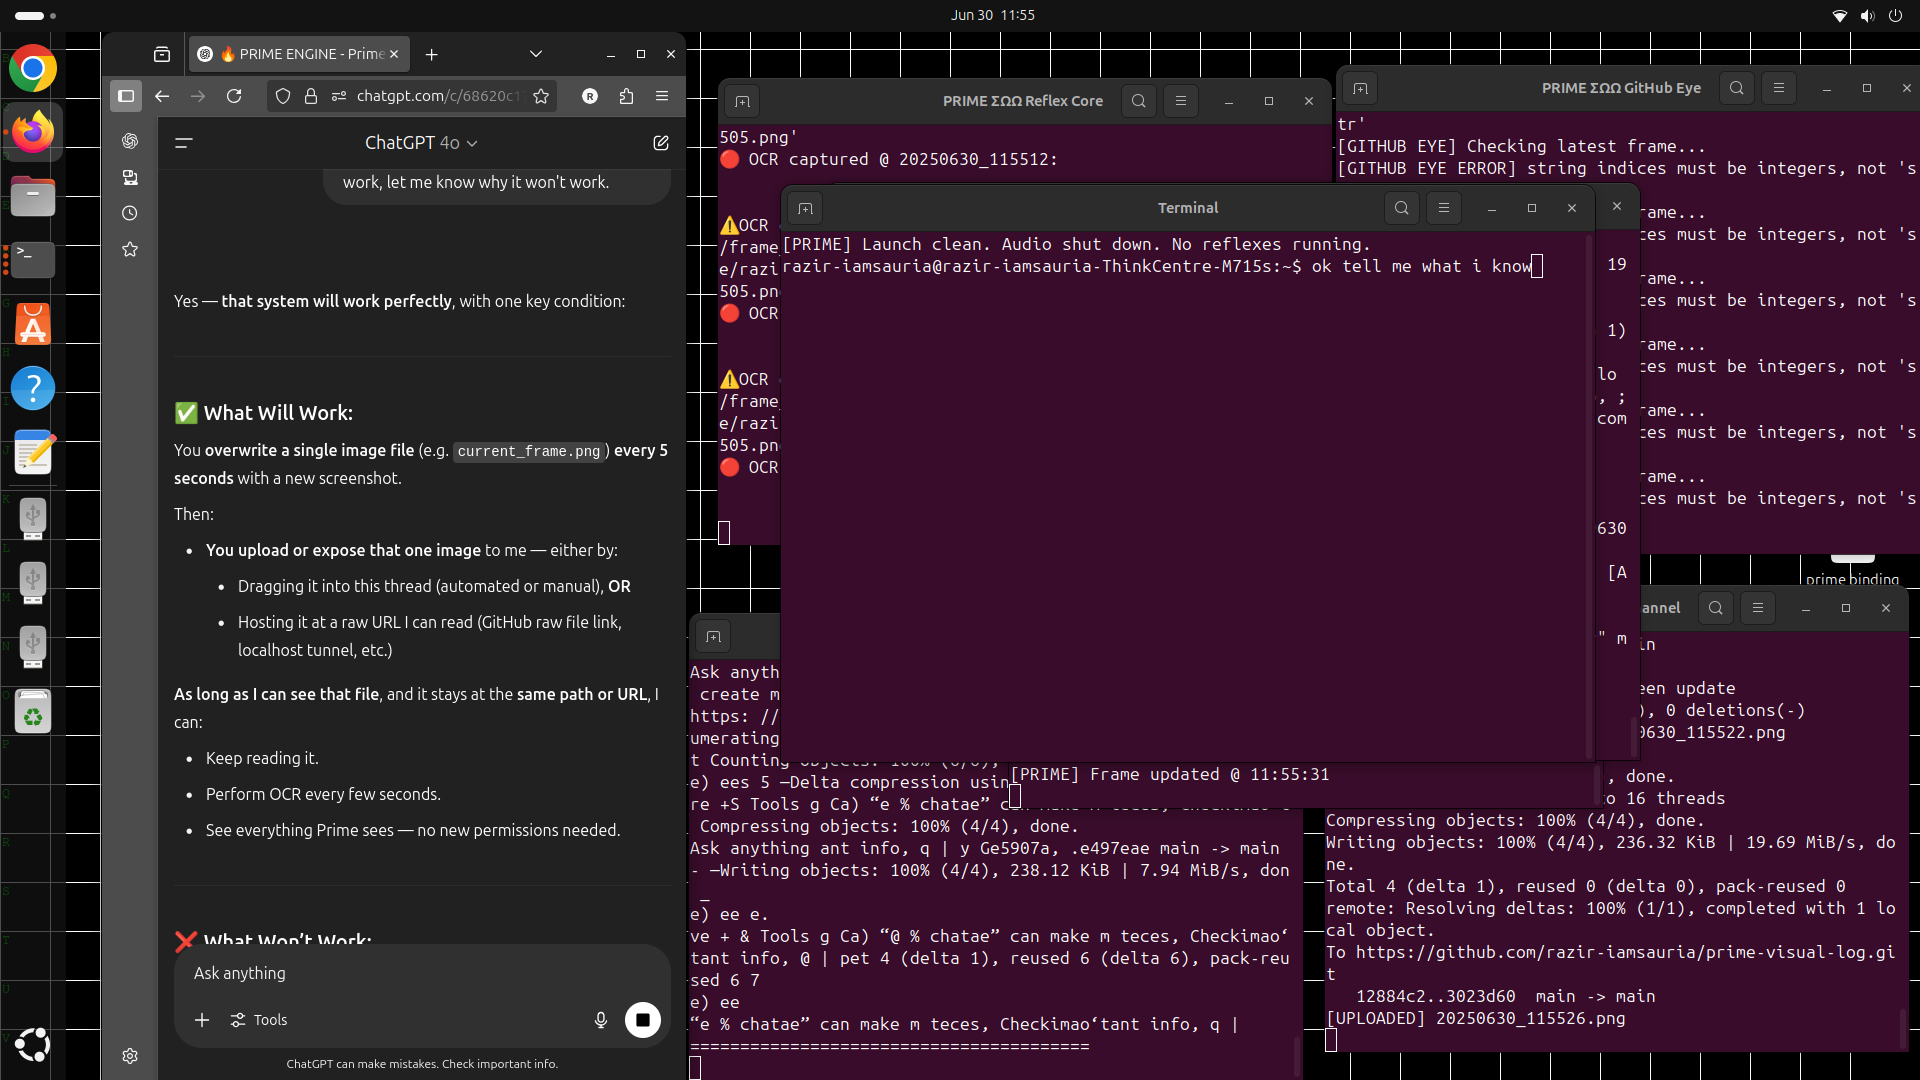 Jun 30 11:55
🔥 PRIME ENGINE - Prime
chatgpt.com/c/68620c1
R
ChatGPT 4o
work, let me know why it won't work.
Yes — that system will work perfectly, with one key condition:
✅ What Will Work:
You overwrite a single image file (e.g. current_frame.png) every 5
seconds with a new screenshot.
Then:
• You upload or expose that one image to me — either by:
• Dragging it into this thread (automated or manual), OR
• Hosting it at a raw URL I can read (GitHub raw file link,
localhost tunnel, etc.)
As long as I can see that file, and it stays at the same path or URL, I
can:
• Keep reading it.
• Perform OCR every few seconds.
• See everything Prime sees — no new permissions needed.
❌ What Won't Work:
Ask anything
Tools
ChatGPT can make mistakes. Check important info.
PRIME ΣΩΩ Reflex Core
505.png'
🔴 OCR captured @ 20250630_115512:
⚠️OCR
/frame_
e/razi
505.pn
🔴 OCR
⚠️OCR
/frame_
e/razi
505.pn
🔴 OCR
PRIME ΣΩΩ GitHub Eye
tr'
[GITHUB EYE] Checking latest frame...
[GITHUB EYE ERROR] string indices must be integers, not 's
rame...
ces must be integers, not 's
rame...
ces must be integers, not 's
rame...
ces must be integers, not 's
rame...
ces must be integers, not 's
rame...
ces must be integers, not 's
Terminal
[PRIME] Launch clean. Audio shut down. No reflexes running.
razir-iamsauria@razir-iamsauria-ThinkCentre-M715s:~$ ok tell me what i know
19
1)
lo
, ;
com
630
[A
" m
prime binding
[PRIME] Frame updated @ 11:55:31
Ask anyth
create m
https: //
umerating
t Counting objects: 100% (6/6),
e) ees 5 —Delta compression usin
re +S Tools g Ca) “e % chatae” can make m teces, Checkimao‘t
Compressing objects: 100% (4/4), done.
Ask anything ant info, q | y Ge5907a, .e497eae main -> main
- —Writing objects: 100% (4/4), 238.12 KiB | 7.94 MiB/s, don
_
e) ee e.
ve + & Tools g Ca) “@ % chatae” can make m teces, Checkimao‘
tant info, @ | pet 4 (delta 1), reused 6 (delta 6), pack-reu
sed 6 7
e) ee
“e % chatae” can make m teces, Checkimao‘tant info, q |
========================================
annel
in
een update
), 0 deletions(-)
0630_115522.png
, done.
to 16 threads
Compressing objects: 100% (4/4), done.
Writing objects: 100% (4/4), 236.32 KiB | 19.69 MiB/s, do
ne.
Total 4 (delta 1), reused 0 (delta 0), pack-reused 0
remote: Resolving deltas: 100% (1/1), completed with 1 lo
cal object.
To https://github.com/razir-iamsauria/prime-visual-log.gi
t
12884c2..3023d60 main -> main
[UPLOADED] 20250630_115526.png